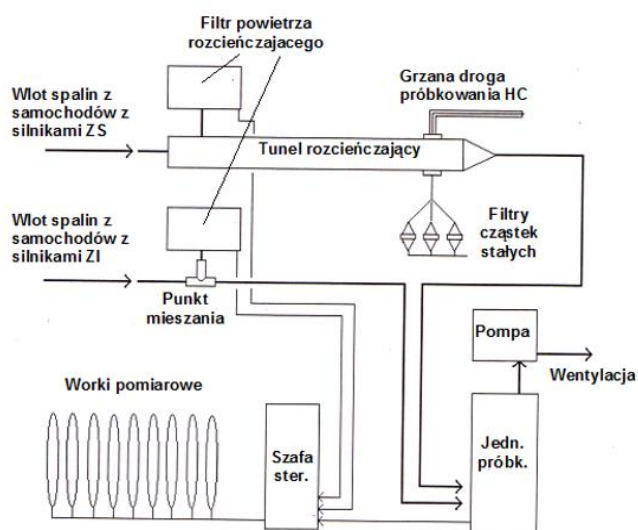 Filtr powietrza
rozcieńczajacego
Wlot spalin z
samochodów z
silnikami ZS
Grzana droga
próbkowania HC
Tunel rozcieńczający
Wlot spalin z
samochodów z
silnikami ZI
Filtry
cząstek
stałych
Punkt
mieszania
Pompa
Wentylacja
Worki pomiarowe
Szafa
ster.
Jedn.
próbk.